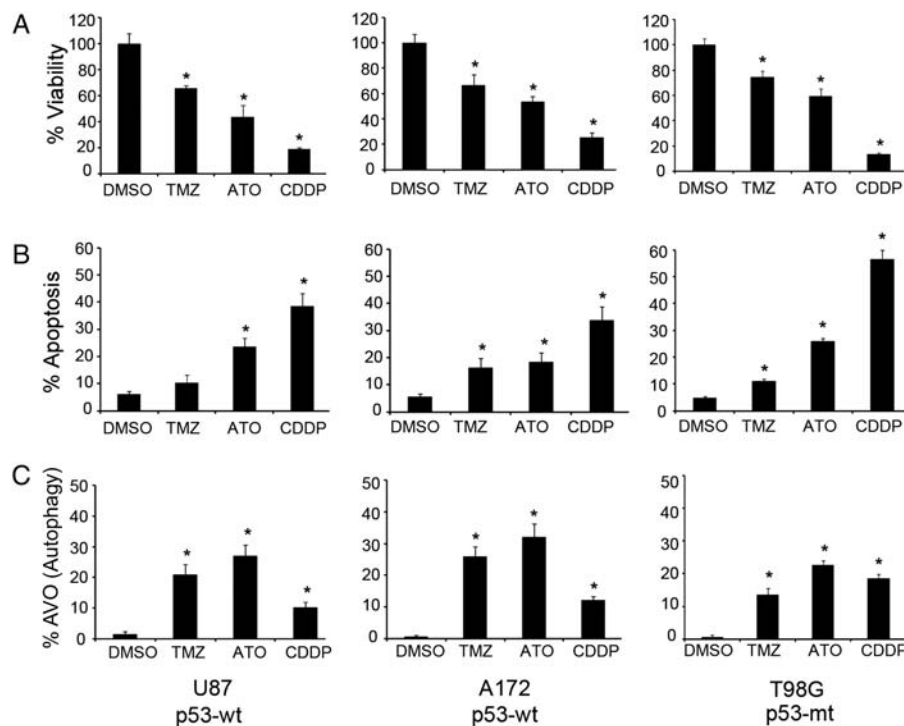 A
% Viability
120
100
80
60
40
20
0
DMSO TMZ ATO CDDP
* * *
120
100
80
60
40
20
0
DMSO TMZ ATO CDDP
* * *
120
100
80
60
40
20
0
DMSO TMZ ATO CDDP
* * *
B
% Apoptosis
60
50
40
30
20
10
0
DMSO TMZ ATO CDDP
* *
60
50
40
30
20
10
0
DMSO TMZ ATO CDDP
* * *
60
50
40
30
20
10
0
DMSO TMZ ATO CDDP
* * *
C
% AVO (Autophagy)
50
40
30
20
10
0
DMSO TMZ ATO CDDP
* * *
50
40
30
20
10
0
DMSO TMZ ATO CDDP
* * *
50
40
30
20
10
0
DMSO TMZ ATO CDDP
* * *
U87
p53-wt
A172
p53-wt
T98G
p53-mt